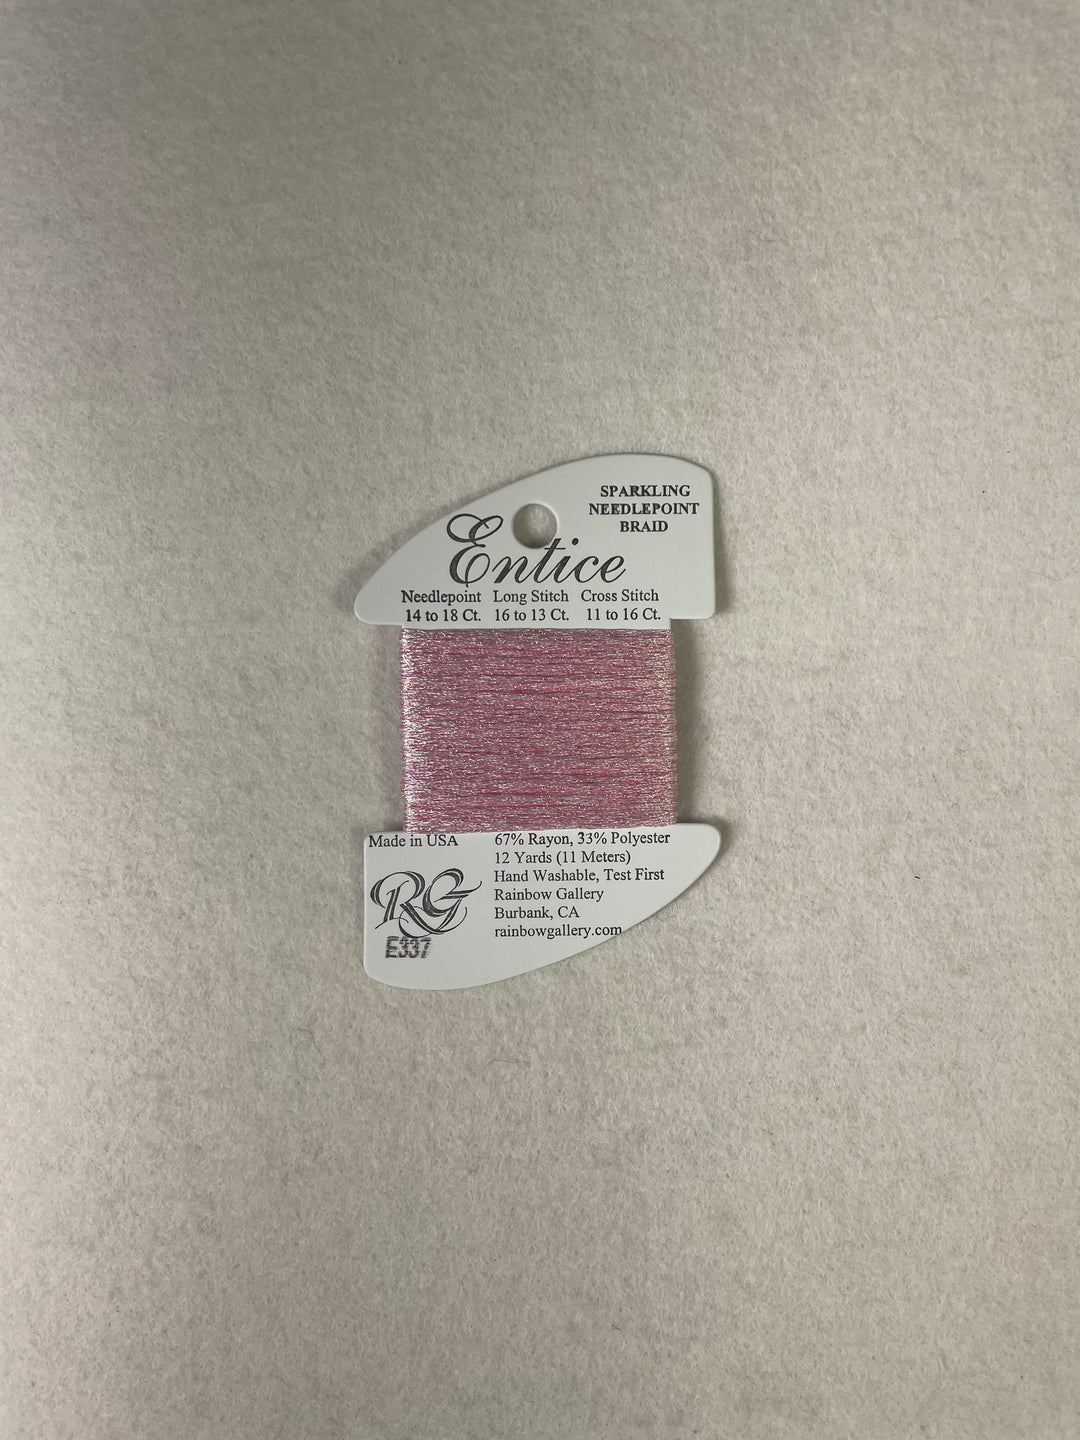 SPARKLING
NEEDLEPOINT
BRAID
Entice
Needlepoint Long Stitch Cross Stitch
14 to 18 Ct. 16 to 13 Ct. 11 to 16 Ct.
Made in USA
67% Rayon, 33% Polyester
12 Yards (11 Meters)
Hand Washable, Test First
Rainbow Gallery
Burbank, CA
rainbowgallery.com
RG
E337